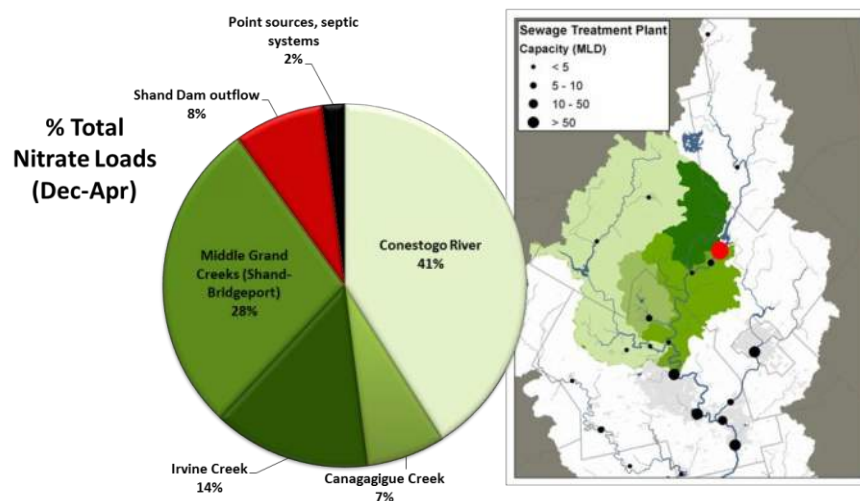 % Total
Nitrate Loads
(Dec-Apr)
Point sources, septic
systems
2%
Shand Dam outflow
8%
Middle Grand
Creeks (Shand-
Bridgeport)
28%
Conestogo River
41%
Irvine Creek
14%
Canagagigue Creek
7%
Sewage Treatment Plant
Capacity (MLD)
< 5
5 - 10
10 - 50
> 50